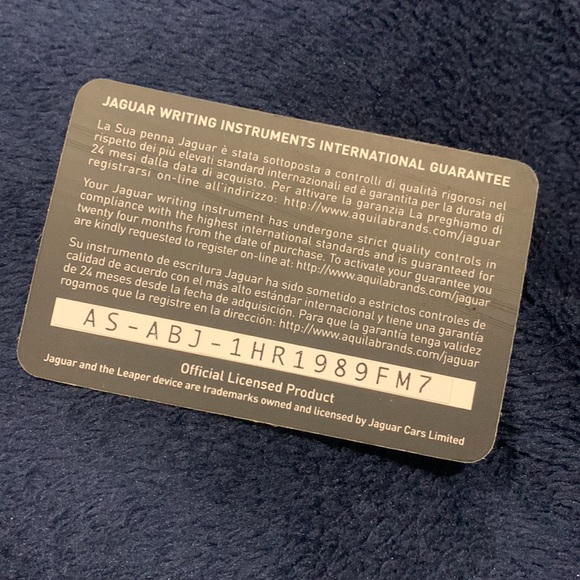 JAGUAR WRITING INSTRUMENTS INTERNATIONAL GUARANTEE
La Sua penna Jaguar è stata sottoposta a controlli di qualità rigorosi nel
rispetto dei più elevati standard internazionali ed è garantita per la durata di
24 mesi dalla data di acquisto. Per attivare la garanzia La preghiamo di
registrarsi on-line all'indirizzo: http://www.aquilabrands.com/jaguar
Your Jaguar writing instrument has undergone strict quality controls in
compliance with the highest international standards and is guaranteed for
twenty four months from the date of purchase. To activate your guarantee you
are kindly requested to register on-line at: http://www.aquilabrands.com/jaguar
Su instrumento de escritura Jaguar ha sido sometido a estrictos controles de
calidad de acuerdo con el más alto estándar internacional y tiene una garantía
de 24 meses desde la fecha de adquisición. Para que la garantía tenga validez
rogamos que la registre en la dirección: http://www.aquilabrands.com/jaguar
AS-ABJ-1HR1989FM7
Official Licensed Product
Jaguar and the Leaper device are trademarks owned and licensed by Jaguar Cars Limited